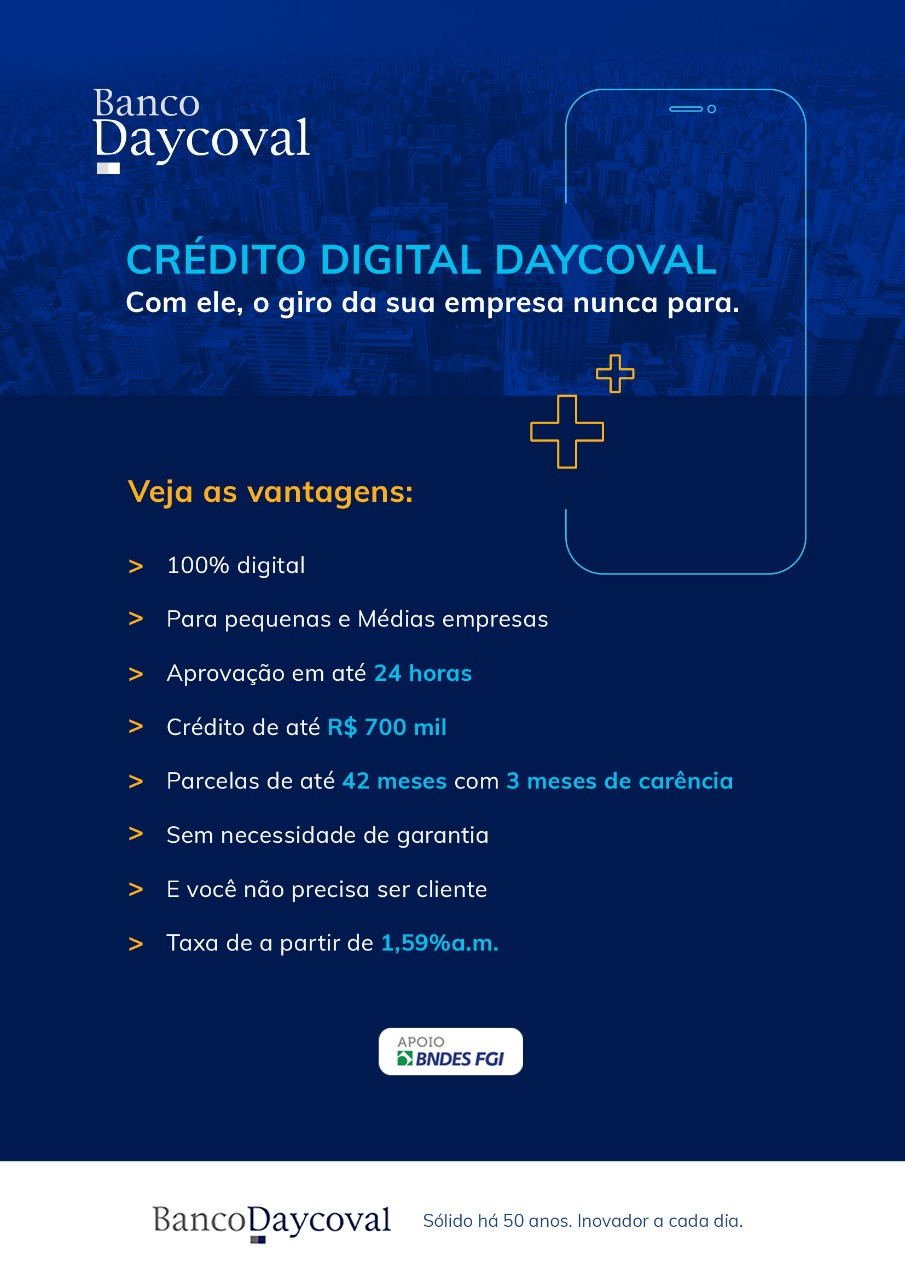 Banco
Daycoval
CRÉDITO DIGITAL DAYCOVAL
Com ele, o giro da sua empresa nunca para.
Veja as vantagens:
> 100% digital
> Para pequenas e Médias empresas
> Aprovação em até 24 horas
> Crédito de até R$ 700 mil
> Parcelas de até 42 meses com 3 meses de carência
> Sem necessidade de garantia
> E você não precisa ser cliente
> Taxa de a partir de 1,59%a.m.
APOIO
BNDES FGI
BancoDaycoval Sólido há 50 anos. Inovador a cada dia.